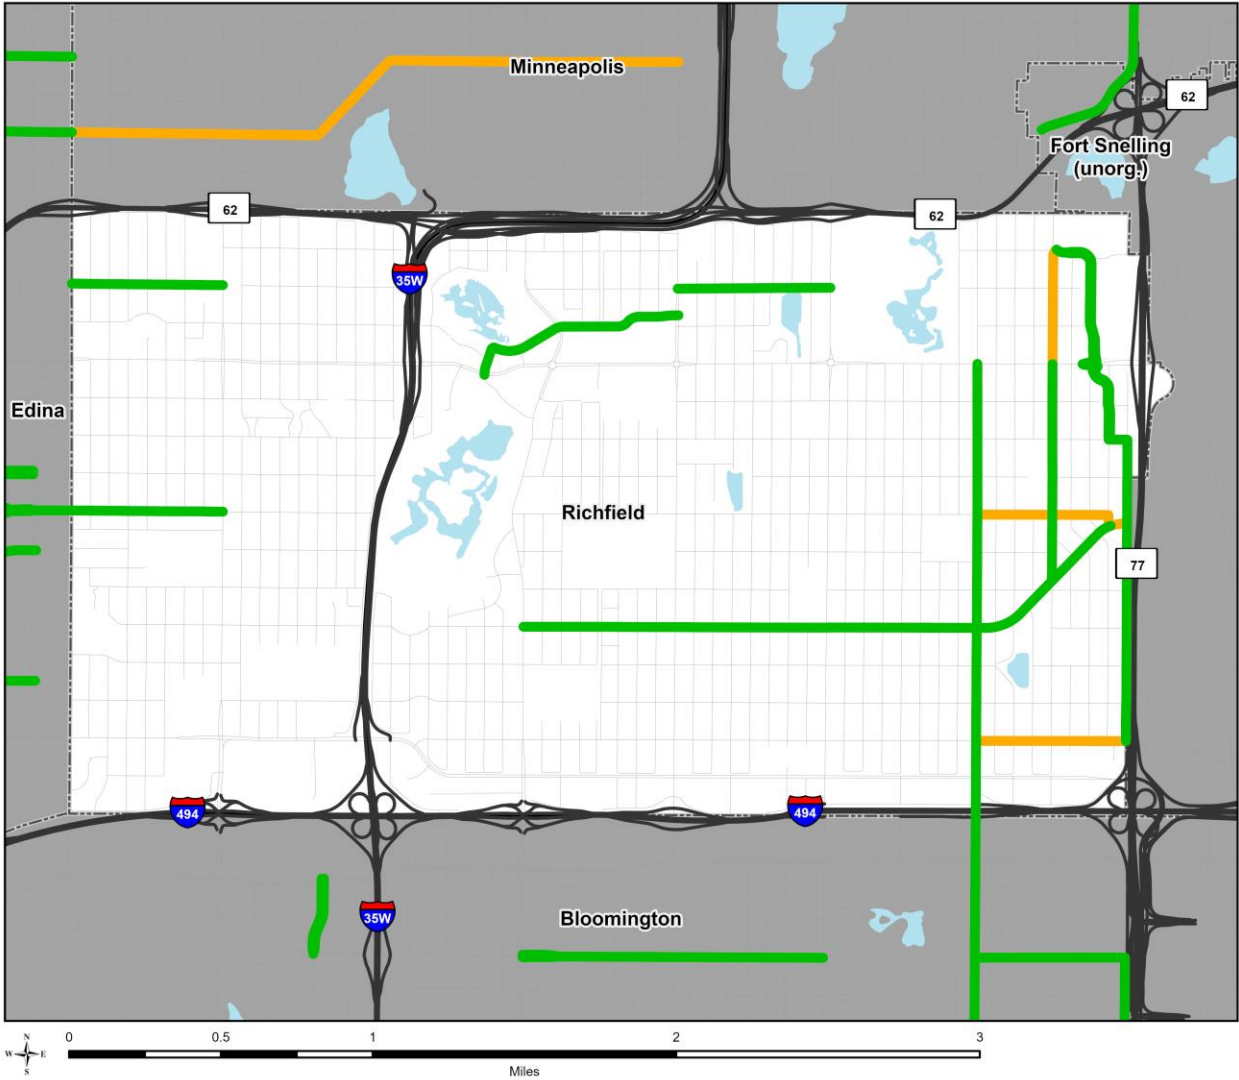 Minneapolis
62
Fort Snelling
(unorg.)
62
62
35W
Edina
Richfield
77
494
494
35W
Bloomington
N
W E
S
0 0.5 1 2 3
Miles